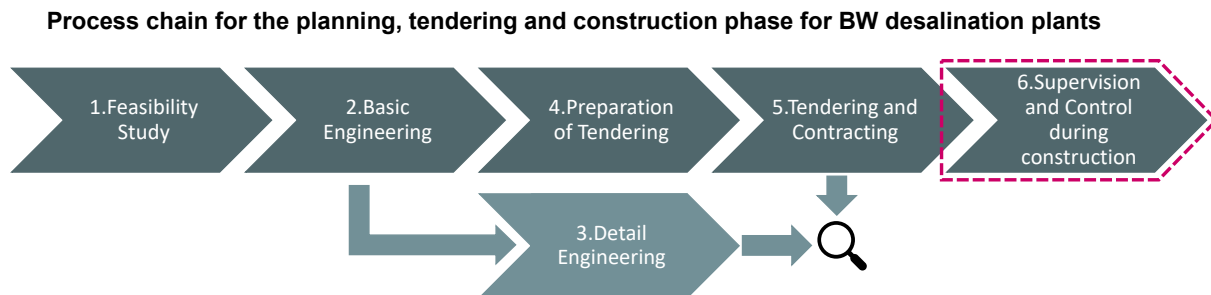 Process chain for the planning, tendering and construction phase for BW desalination plants
1.Feasibility
Study
2.Basic
Engineering
4.Preparation
of Tendering
5.Tendering and
Contracting
6.Supervision
and Control
during
construction
3.Detail
Engineering